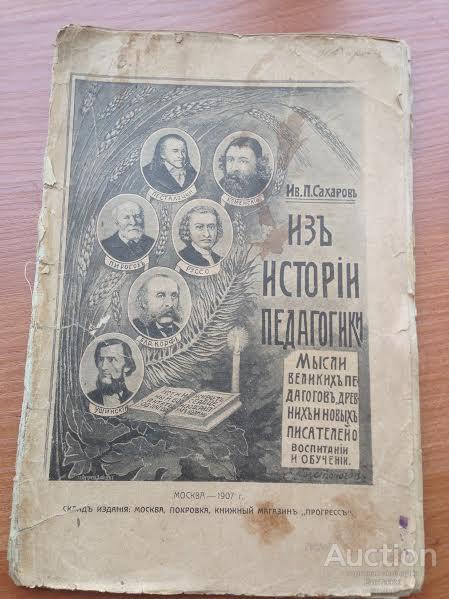 ПЕСТАЛОЦЦИ
ПИРОГОВЪ
РУССО
БАР. КОРФЪ
УШИНСКІЙ
Ив. П. Сахаровъ
ИЗЪ
ИСТОРІИ
ПЕДАГОГИКИ
МЫСЛИ
ВЕЛИКИХЪ ПЕ
ДАГОГОВЪ ДРЕВ
НИХЪ И НОВЫХЪ
ПИСАТЕЛЕЙ О
ВОСПИТАНІИ
И ОБУЧЕНІИ.
МОСКВА—1907 г.
СКЛАДЪ ИЗДАНІЯ: МОСКВА, ПОКРОВКА, КНИЖНЫЙ МАГАЗИНЪ „ПРОГРЕССЪ".
Auction